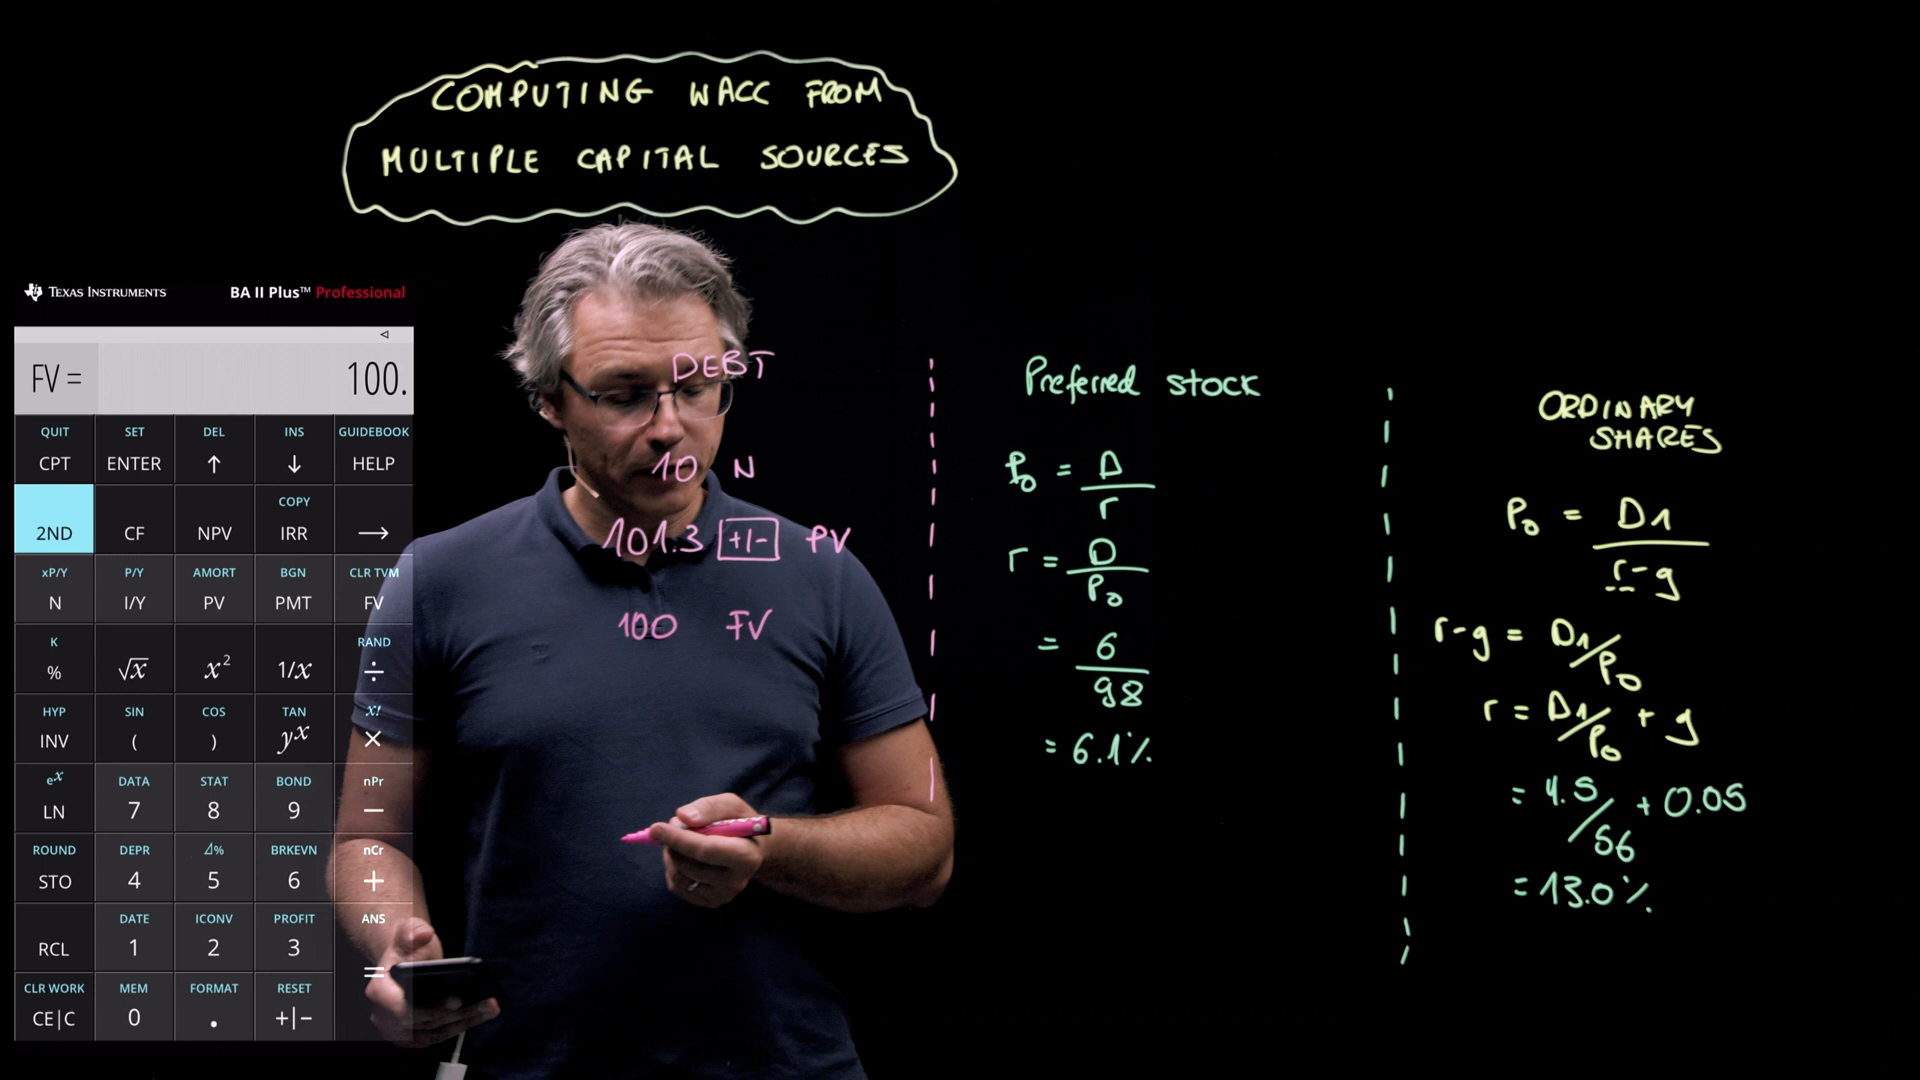 COMPUTING WACC FROM
MULTIPLE CAPITAL SOURCES
TEXAS INSTRUMENTS BA II Plus™ Professional
FV = 100.
QUIT SET DEL INS GUIDEBOOK
CPT ENTER ↑ ↓ HELP
COPY
2ND CF NPV IRR →
xP/Y P/Y AMORT BGN CLR TVM
N I/Y PV PMT FV
K RAND
% √x x² 1/x ÷
HYP SIN COS TAN x!
INV ( ) yˣ ×
eˣ DATA STAT BOND nPr
LN 7 8 9 −
ROUND DEPR Δ% BRKEVN nCr
STO 4 5 6 +
DATE ICONV PROFIT ANS
RCL 1 2 3 =
CLR WORK MEM FORMAT RESET
CE|C 0 . +|−
DEBT
10 N
101.3 +/- PV
100 FV
Preferred stock
P₀ = D/r
r = D/P₀
= 6/98
= 6.1%
ORDINARY
SHARES
P₀ = D1/(r-g)
r-g = D1/P₀
r = D1/P₀ + g
= 4.5/56 + 0.05
= 13.0%